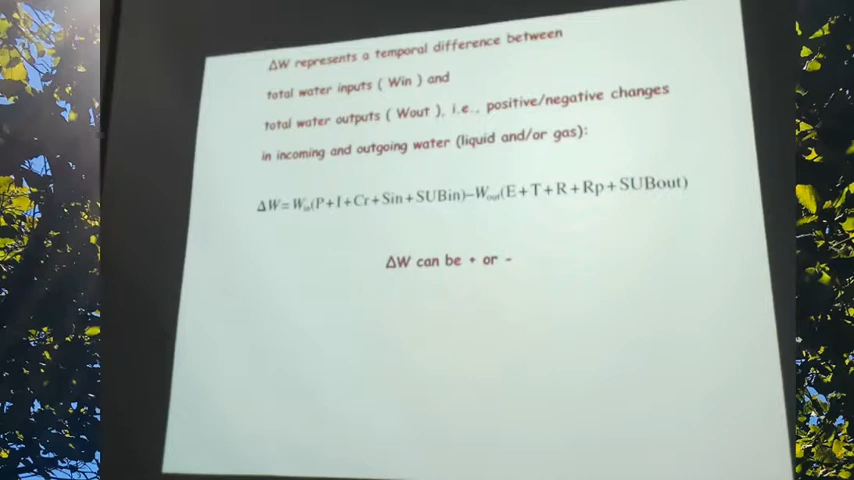 ΔW represents a temporal difference between
total water inputs ( Win ) and
total water outputs ( Wout ), i.e., positive/negative changes
in incoming and outgoing water (liquid and/or gas):
ΔW= Win(P+I+Cr+Sin+SUBin)–Wout(E+T+R+Rp+SUBout)
ΔW can be + or -